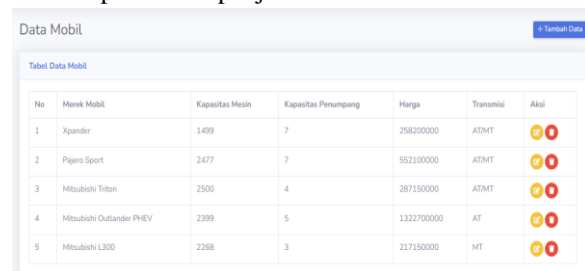 Data Mobil
+ Tambah Data
Tabel Data Mobil
No Merek Mobil Kapasitas Mesin Kapasitas Penumpang Harga Transmisi Aksi
1 Xpander 1499 7 258200000 AT/MT
2 Pajero Sport 2477 7 552100000 AT/MT
3 Mitsubishi Triton 2500 4 287150000 AT/MT
4 Mitsubishi Outlander PHEV 2399 5 1322700000 AT
5 Mitsubishi L300 2268 3 217150000 MT